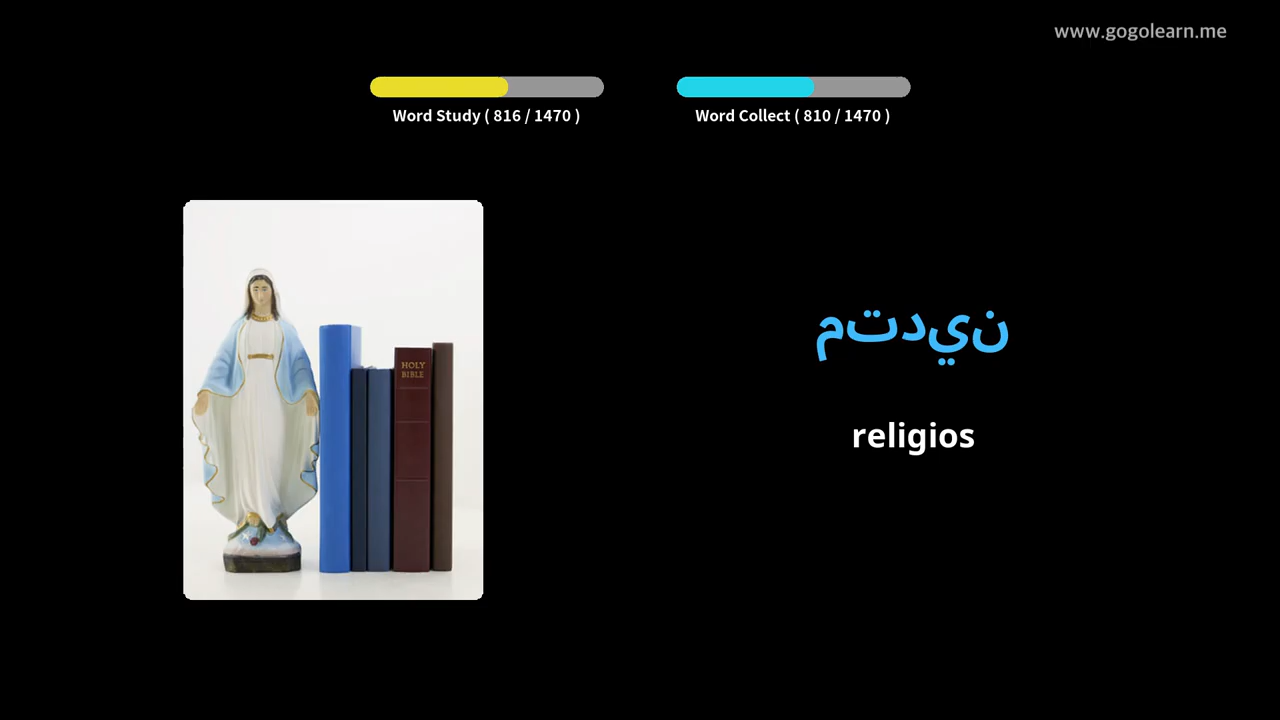 www.gogolearn.me
Word Study ( 816 / 1470 )
Word Collect ( 810 / 1470 )
HOLY
BIBLE
متدين
religios